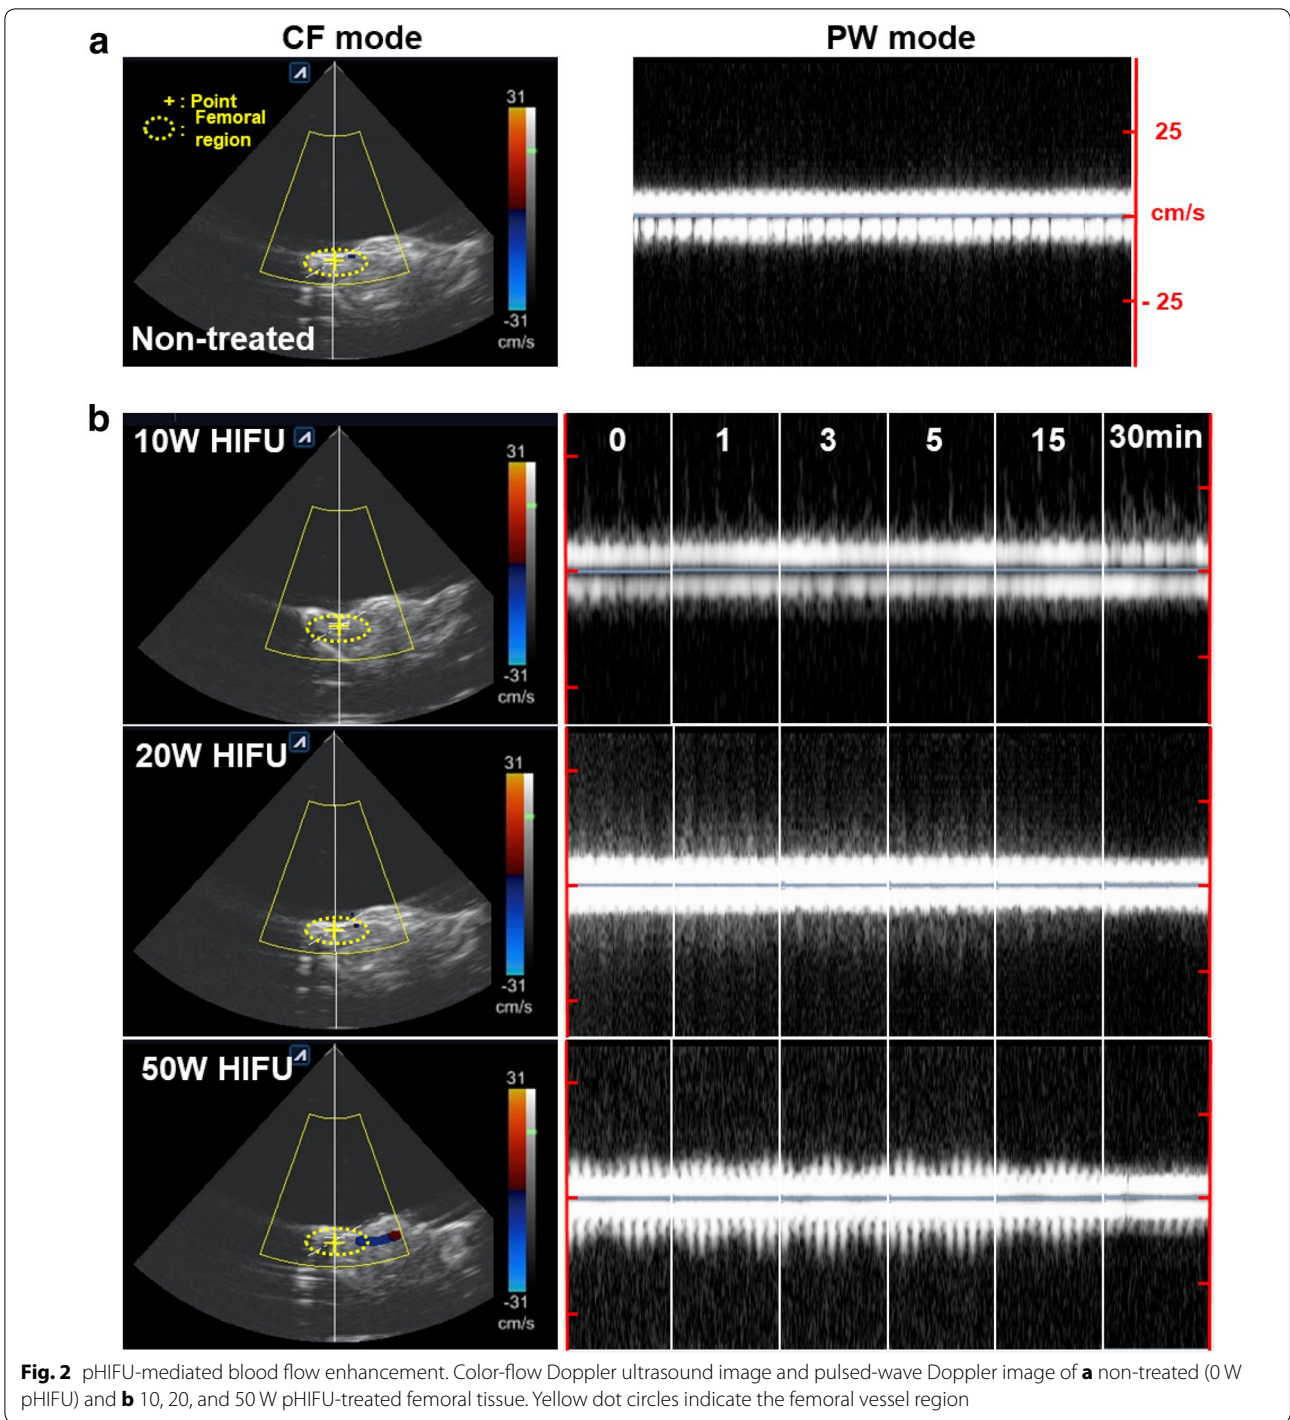 a
CF mode
PW mode
+ : Point
: Femoral
region
31
-31
cm/s
Non-treated
25
cm/s
- 25
b
10W HIFU
31
-31
cm/s
0 1 3 5 15 30min
20W HIFU
31
-31
cm/s
50W HIFU
31
-31
cm/s
Fig. 2 pHIFU-mediated blood flow enhancement. Color-flow Doppler ultrasound image and pulsed-wave Doppler image of a non-treated (0 W
pHIFU) and b 10, 20, and 50 W pHIFU-treated femoral tissue. Yellow dot circles indicate the femoral vessel region